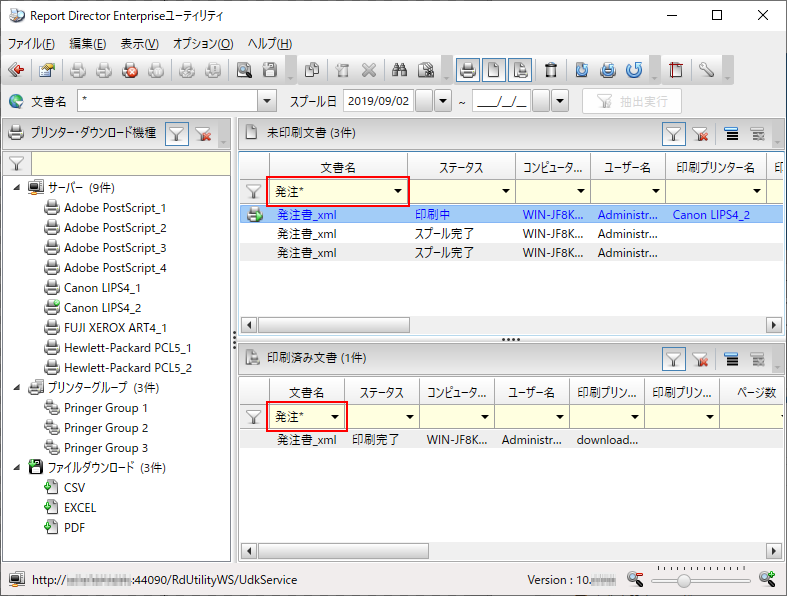 Report Director Enterpriseユーティリティ
ファイル(F) 編集(E) 表示(V) オプション(O) ヘルプ(H)
文書名 * スプール日 2019/09/02 ~ ___/__/__ 抽出実行
プリンター・ダウンロード機種
サーバー (9件)
Adobe PostScript_1
Adobe PostScript_2
Adobe PostScript_3
Adobe PostScript_4
Canon LIPS4_1
Canon LIPS4_2
FUJI XEROX ART4_1
Hewlett-Packard PCL5_1
Hewlett-Packard PCL5_2
プリンターグループ (3件)
Pringer Group 1
Pringer Group 2
Pringer Group 3
ファイルダウンロード (3件)
CSV
EXCEL
PDF
未印刷文書 (3件)
文書名 ステータス コンピュータ... ユーザー名 印刷プリンター名
発注*
発注書_xml 印刷中 WIN-JF8K... Administr... Canon LIPS4_2
発注書_xml スプール完了 WIN-JF8K... Administr...
発注書_xml スプール完了 WIN-JF8K... Administr...
印刷済み文書 (1件)
文書名 ステータス コンピュータ... ユーザー名 印刷プリン... 印刷プリン... ページ数
発注*
発注書_xml 印刷完了 WIN-JF8K... Administr... download...
http://
:44090/RdUtilityWS/UdkService
Version : 10.